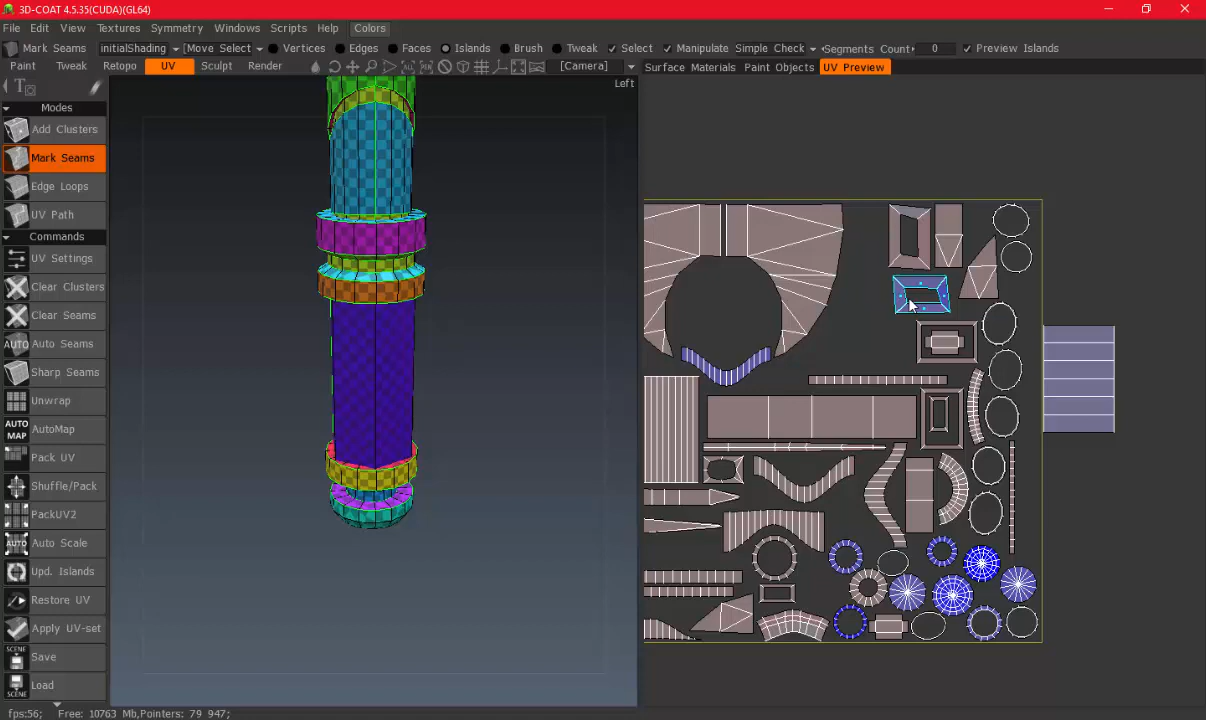 3D-COAT 4.5.35(CUDA)(GL64)
File Edit View Textures Symmetry Windows Scripts Help Colors
Mark Seams initialShading [Move Select Vertices Edges Faces Islands Brush Tweak Select Manipulate Simple Check Segments Count: 0 Preview Islands
Paint Tweak Retopo UV Sculpt Render [Camera] Surface Materials Paint Objects UV Preview
Left
Modes
Add Clusters
Mark Seams
Edge Loops
UV Path
Commands
UV Settings
Clear Clusters
Clear Seams
AUTO Auto Seams
Sharp Seams
Unwrap
AUTO MAP AutoMap
Pack UV
Shuffle/Pack
PackUV2
Auto Scale
Upd. Islands
Restore UV
Apply UV-set
SCENE Save
Load
SCENE
fps:56; Free: 10763 Mb,Pointers: 79 947;